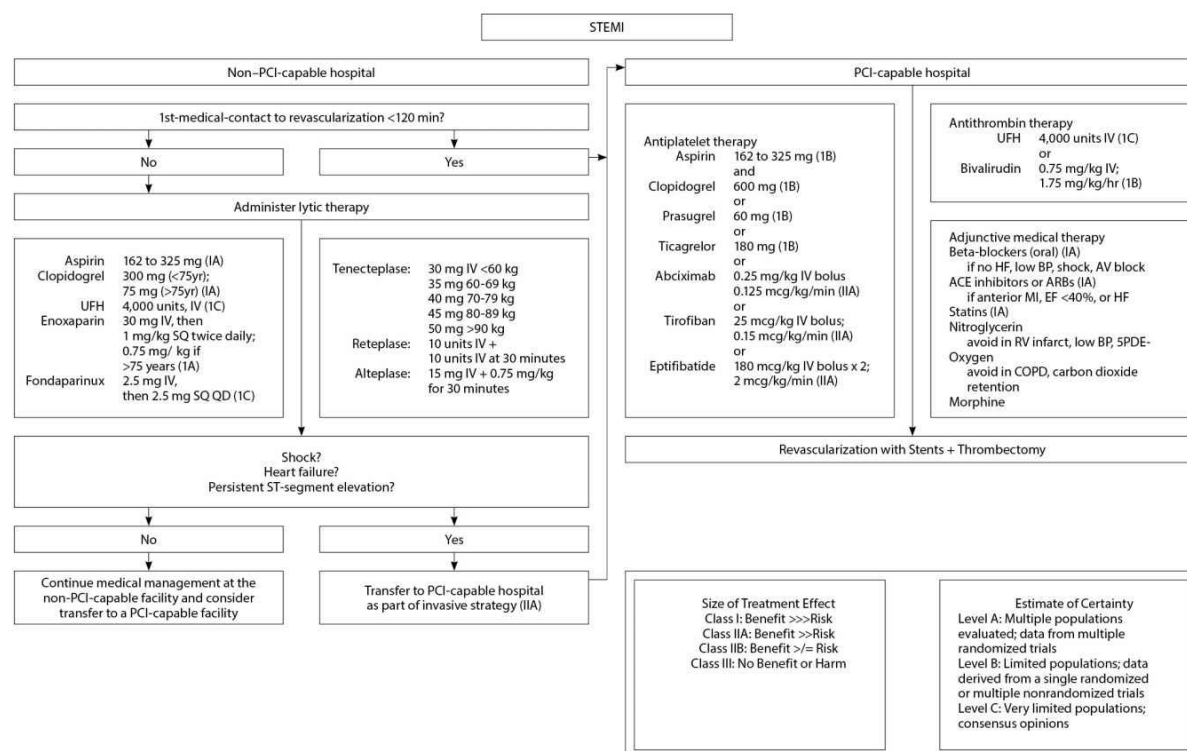 STEMI
Non–PCI-capable hospital
1st-medical-contact to revascularization <120 min?
No
Yes
Administer lytic therapy
Aspirin 162 to 325 mg (IA)
Clopidogrel 300 mg (<75yr);
75 mg (>75yr) (IA)
UFH 4,000 units, IV (1C)
Enoxaparin 30 mg IV, then
1 mg/kg SQ twice daily;
0.75 mg/ kg if
>75 years (1A)
Fondaparinux 2.5 mg IV,
then 2.5 mg SQ QD (1C)
Tenecteplase: 30 mg IV <60 kg
35 mg 60-69 kg
40 mg 70-79 kg
45 mg 80-89 kg
50 mg >90 kg
Reteplase: 10 units IV +
10 units IV at 30 minutes
Alteplase: 15 mg IV + 0.75 mg/kg
for 30 minutes
Shock?
Heart failure?
Persistent ST-segment elevation?
No
Yes
Continue medical management at the
non-PCI-capable facility and consider
transfer to a PCI-capable facility
Transfer to PCI-capable hospital
as part of invasive strategy (IIA)
PCI-capable hospital
Antiplatelet therapy
Aspirin 162 to 325 mg (1B)
and
Clopidogrel 600 mg (1B)
or
Prasugrel 60 mg (1B)
or
Ticagrelor 180 mg (1B)
or
Abciximab 0.25 mg/kg IV bolus
0.125 mcg/kg/min (IIA)
or
Tirofiban 25 mcg/kg IV bolus;
0.15 mcg/kg/min (IIA)
or
Eptifibatide 180 mcg/kg IV bolus x 2;
2 mcg/kg/min (IIA)
Antithrombin therapy
UFH 4,000 units IV (1C)
or
Bivalirudin 0.75 mg/kg IV;
1.75 mg/kg/hr (1B)
Adjunctive medical therapy
Beta-blockers (oral) (IA)
if no HF, low BP, shock, AV block
ACE inhibitors or ARBs (IA)
if anterior MI, EF <40%, or HF
Statins (IA)
Nitroglycerin
avoid in RV infarct, low BP, 5PDE-
Oxygen
avoid in COPD, carbon dioxide
retention
Morphine
Revascularization with Stents + Thrombectomy
Size of Treatment Effect
Class I: Benefit >>>Risk
Class IIA: Benefit >>Risk
Class IIB: Benefit >/= Risk
Class III: No Benefit or Harm
Estimate of Certainty
Level A: Multiple populations
evaluated; data from multiple
randomized trials
Level B: Limited populations; data
derived from a single randomized
or multiple nonrandomized trials
Level C: Very limited populations;
consensus opinions